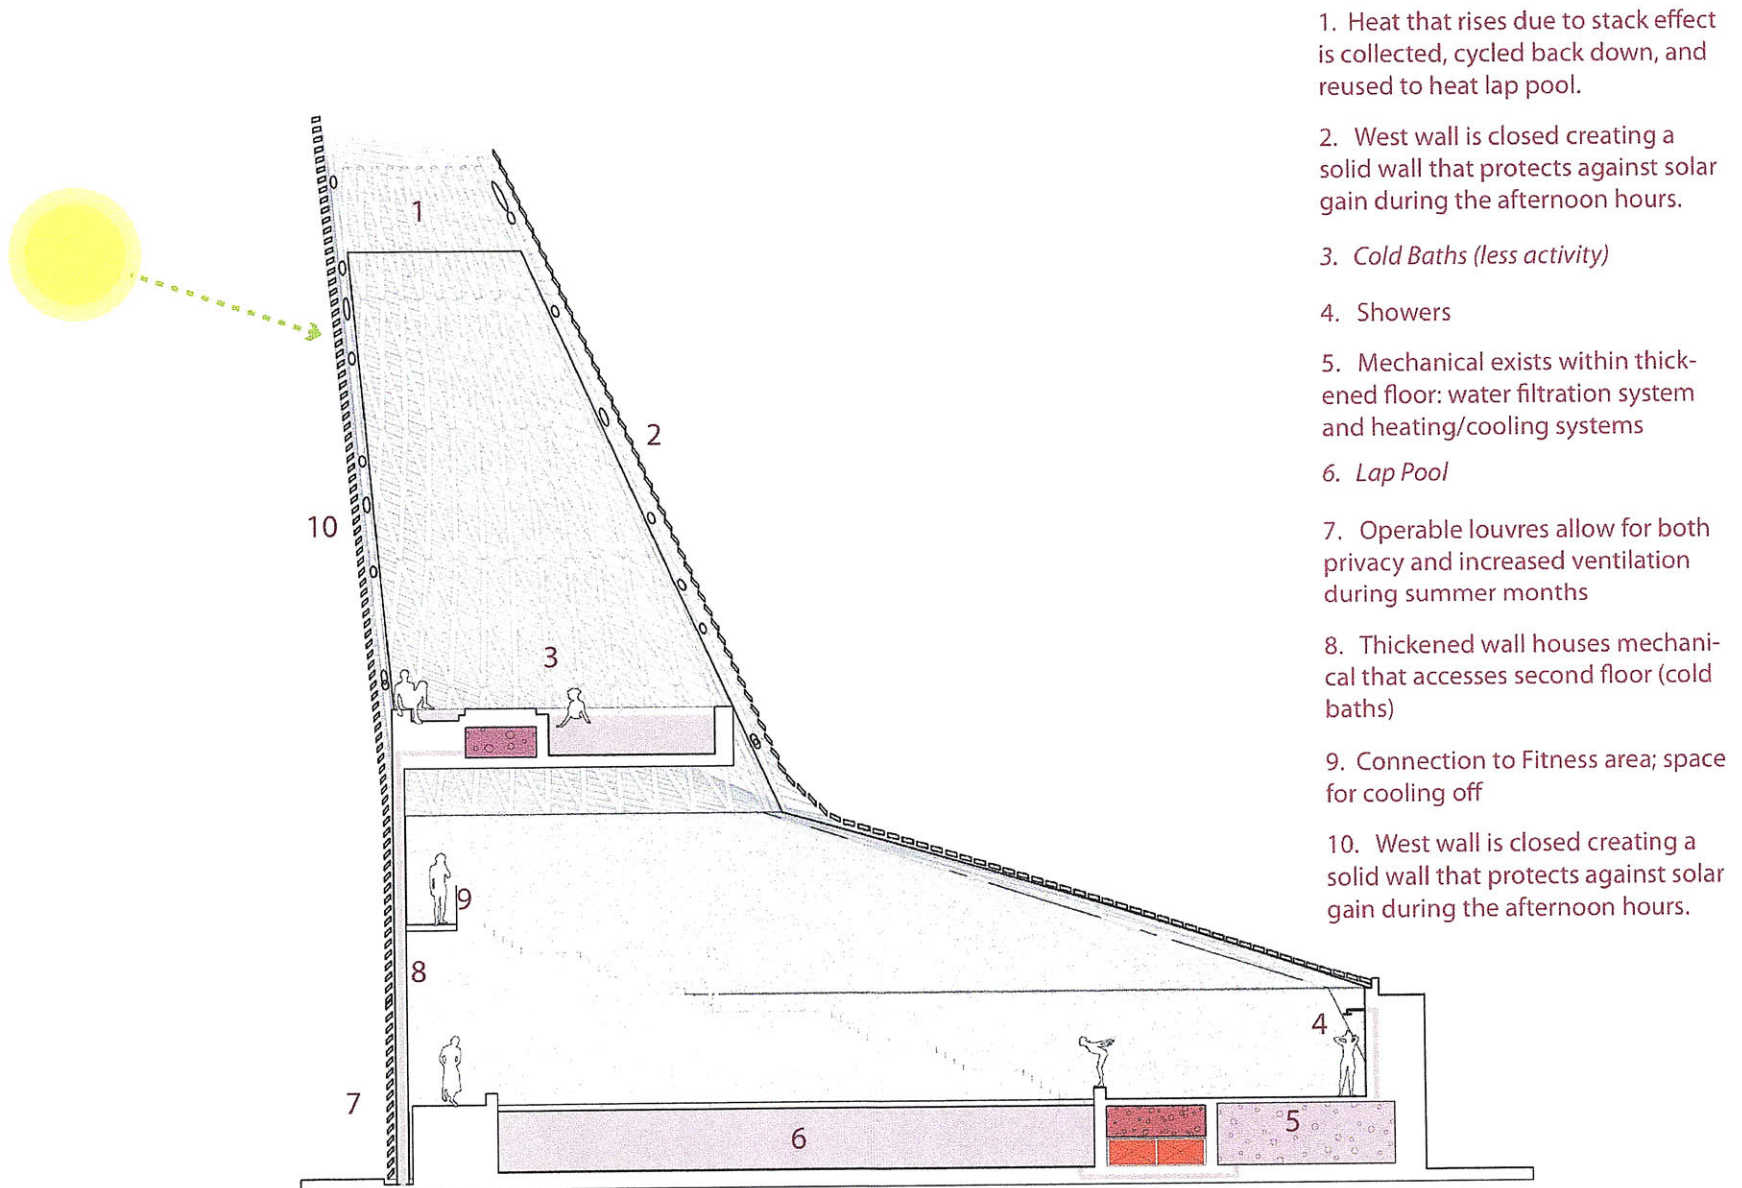 1. Heat that rises due to stack effect
is collected, cycled back down, and
reused to heat lap pool.
2. West wall is closed creating a
solid wall that protects against solar
gain during the afternoon hours.
3. Cold Baths (less activity)
4. Showers
5. Mechanical exists within thick-
ened floor: water filtration system
and heating/cooling systems
6. Lap Pool
7. Operable louvres allow for both
privacy and increased ventilation
during summer months
8. Thickened wall houses mechani-
cal that accesses second floor (cold
baths)
9. Connection to Fitness area; space
for cooling off
10. West wall is closed creating a
solid wall that protects against solar
gain during the afternoon hours.
1
2
10
3
9
8
4
7
5
6